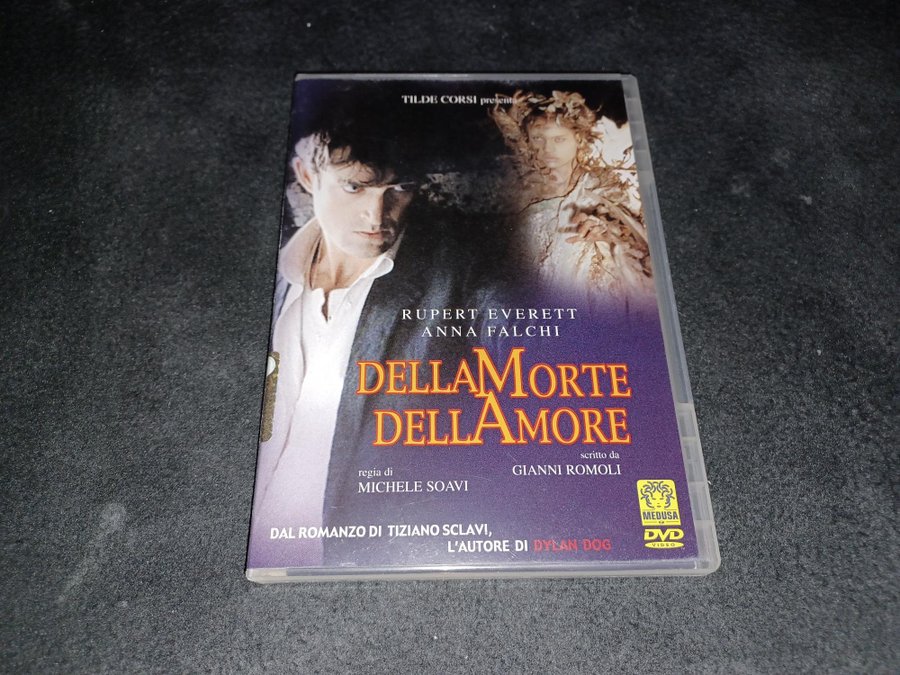 TILDE CORSI presenta
RUPERT EVERETT
ANNA FALCHI
DELLAMORTE
DELLAMORE
scritto da
GIANNI ROMOLI
regia di
MICHELE SOAVI
MEDUSA
DVD
VIDEO
DAL ROMANZO DI TIZIANO SCLAVI,
L'AUTORE DI DYLAN DOG